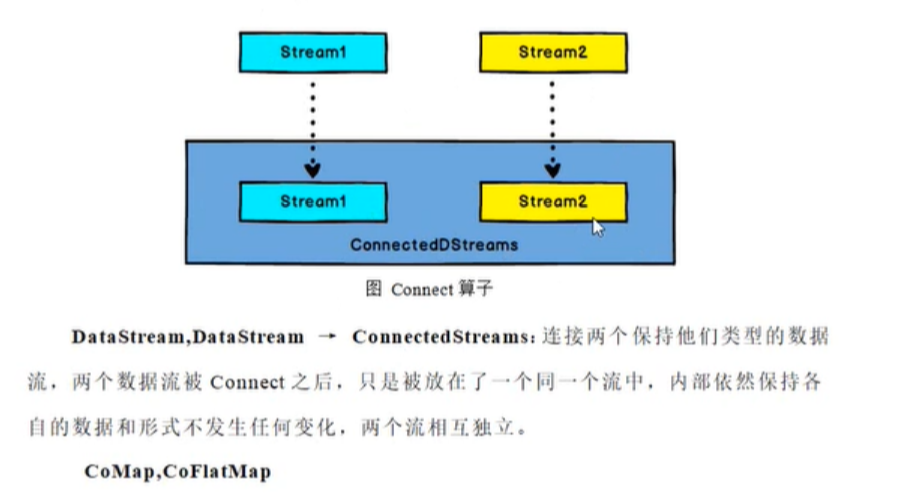 Stream1
Stream2
Stream1
Stream2
ConnectedDStreams
图 Connect 算子
DataStream,DataStream → ConnectedStreams: 连接两个保持他们类型的数据
流，两个数据流被 Connect 之后，只是被放在了一个同一个流中，内部依然保持各
自的数据和形式不发生任何变化，两个流相互独立。
CoMap,CoFlatMap